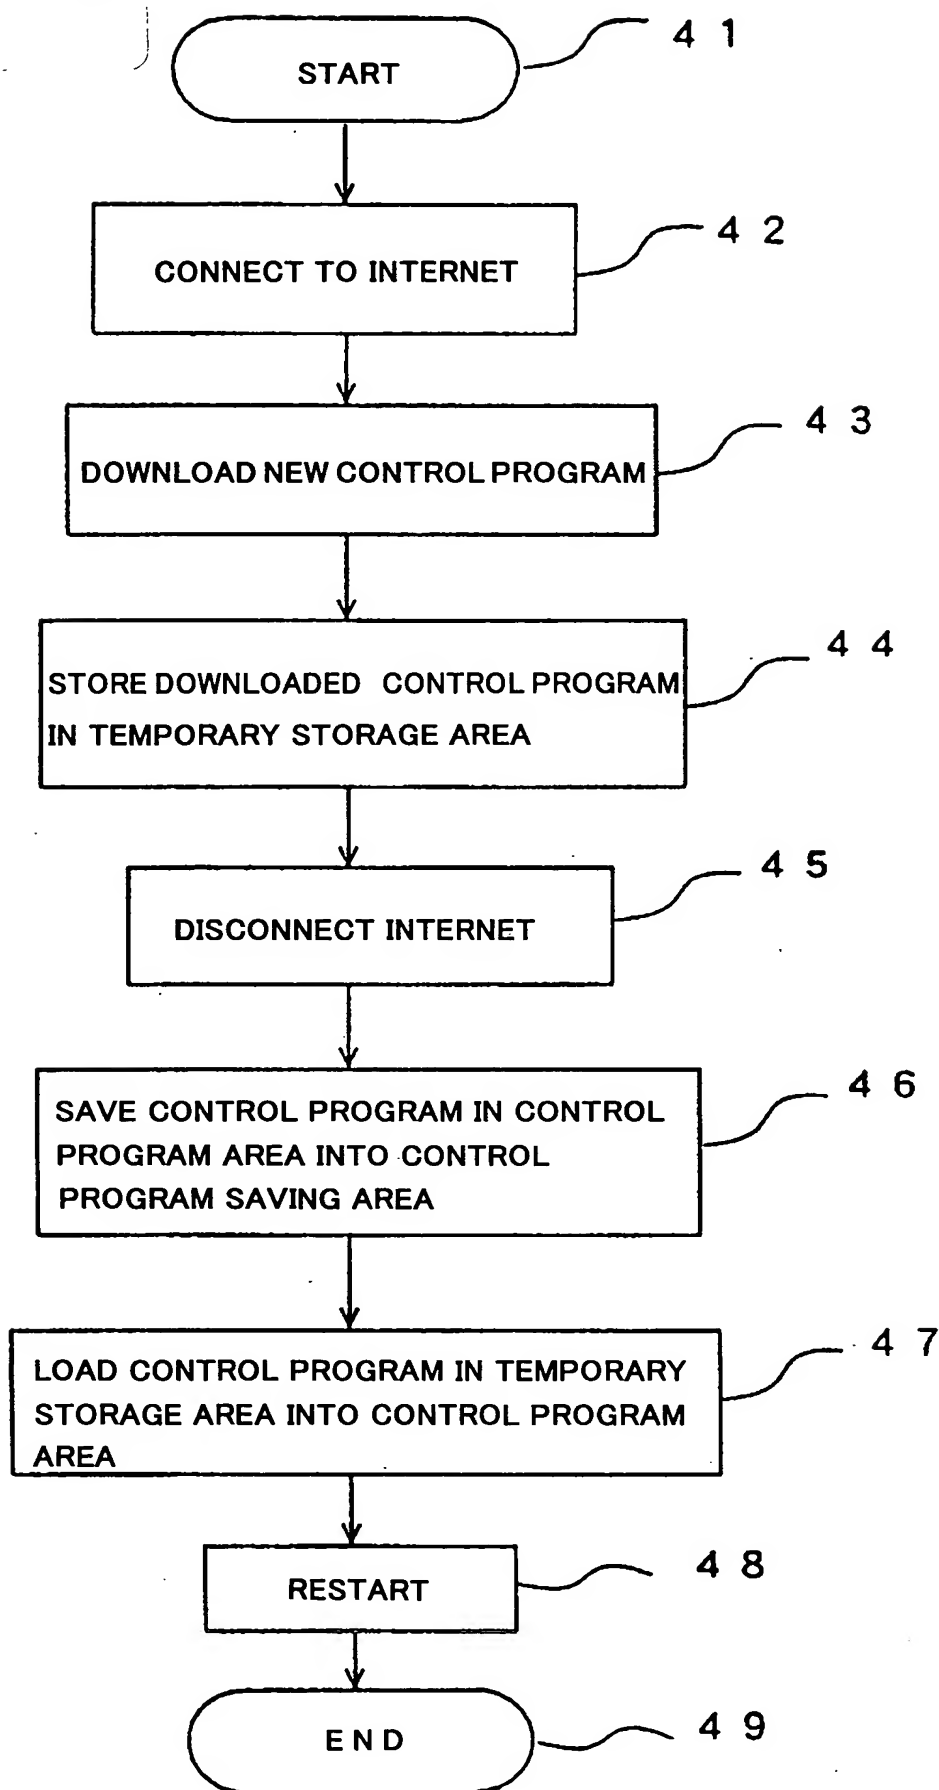 START
41
CONNECT TO INTERNET
42
DOWNLOAD NEW CONTROL PROGRAM
43
STORE DOWNLOADED CONTROL PROGRAM
IN TEMPORARY STORAGE AREA
44
DISCONNECT INTERNET
45
SAVE CONTROL PROGRAM IN CONTROL
PROGRAM AREA INTO CONTROL
PROGRAM SAVING AREA
46
LOAD CONTROL PROGRAM IN TEMPORARY
STORAGE AREA INTO CONTROL PROGRAM
AREA
47
RESTART
48
END
49